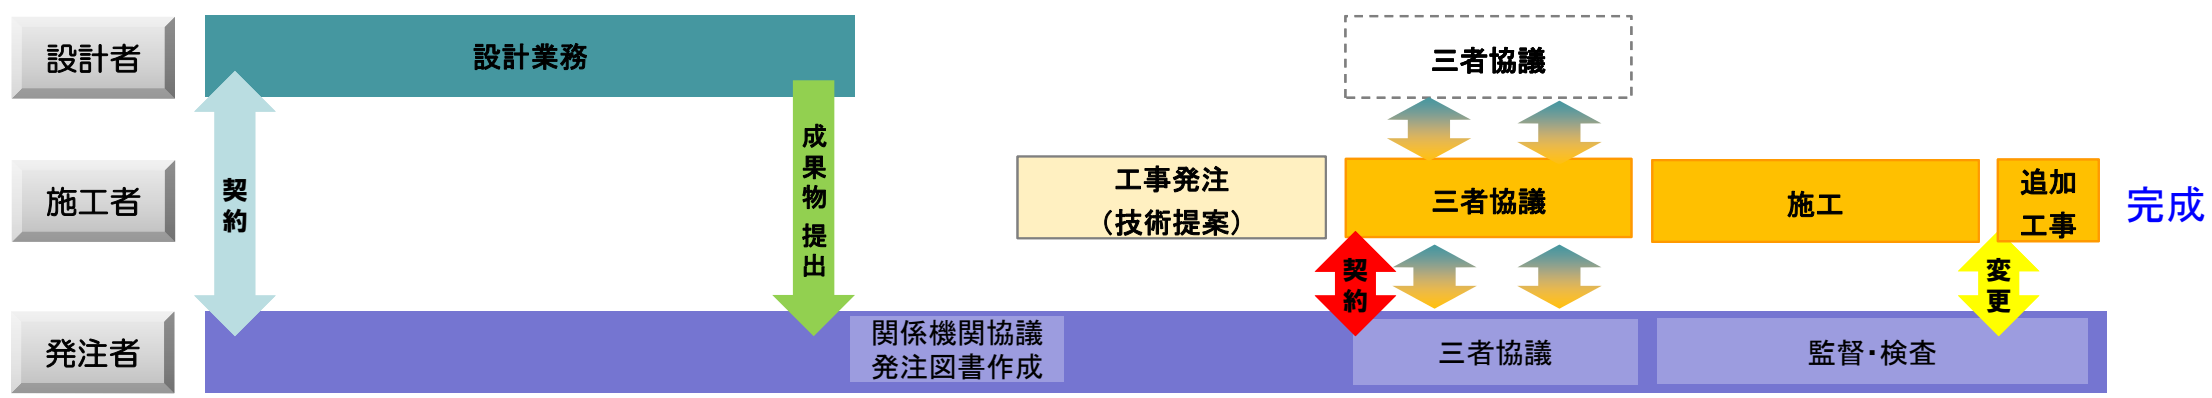 設計者
設計業務
三者協議
契約
成果物 提出
施工者
工事発注
（技術提案）
三者協議
施工
追加
工事
完成
契約
変更
発注者
関係機関協議
発注図書作成
三者協議
監督・検査